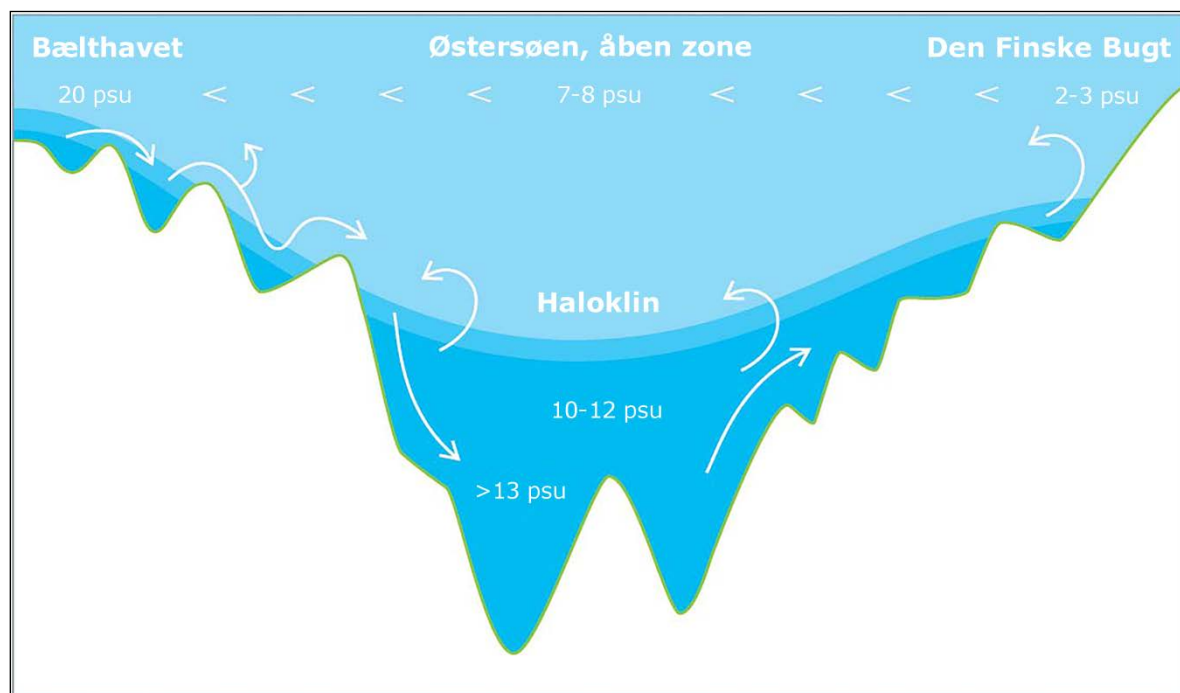 Bælthavet Østersøen, åben zone Den Finske Bugt
20 psu < < < < 7-8 psu < < < < 2-3 psu
Haloklin
10-12 psu
>13 psu